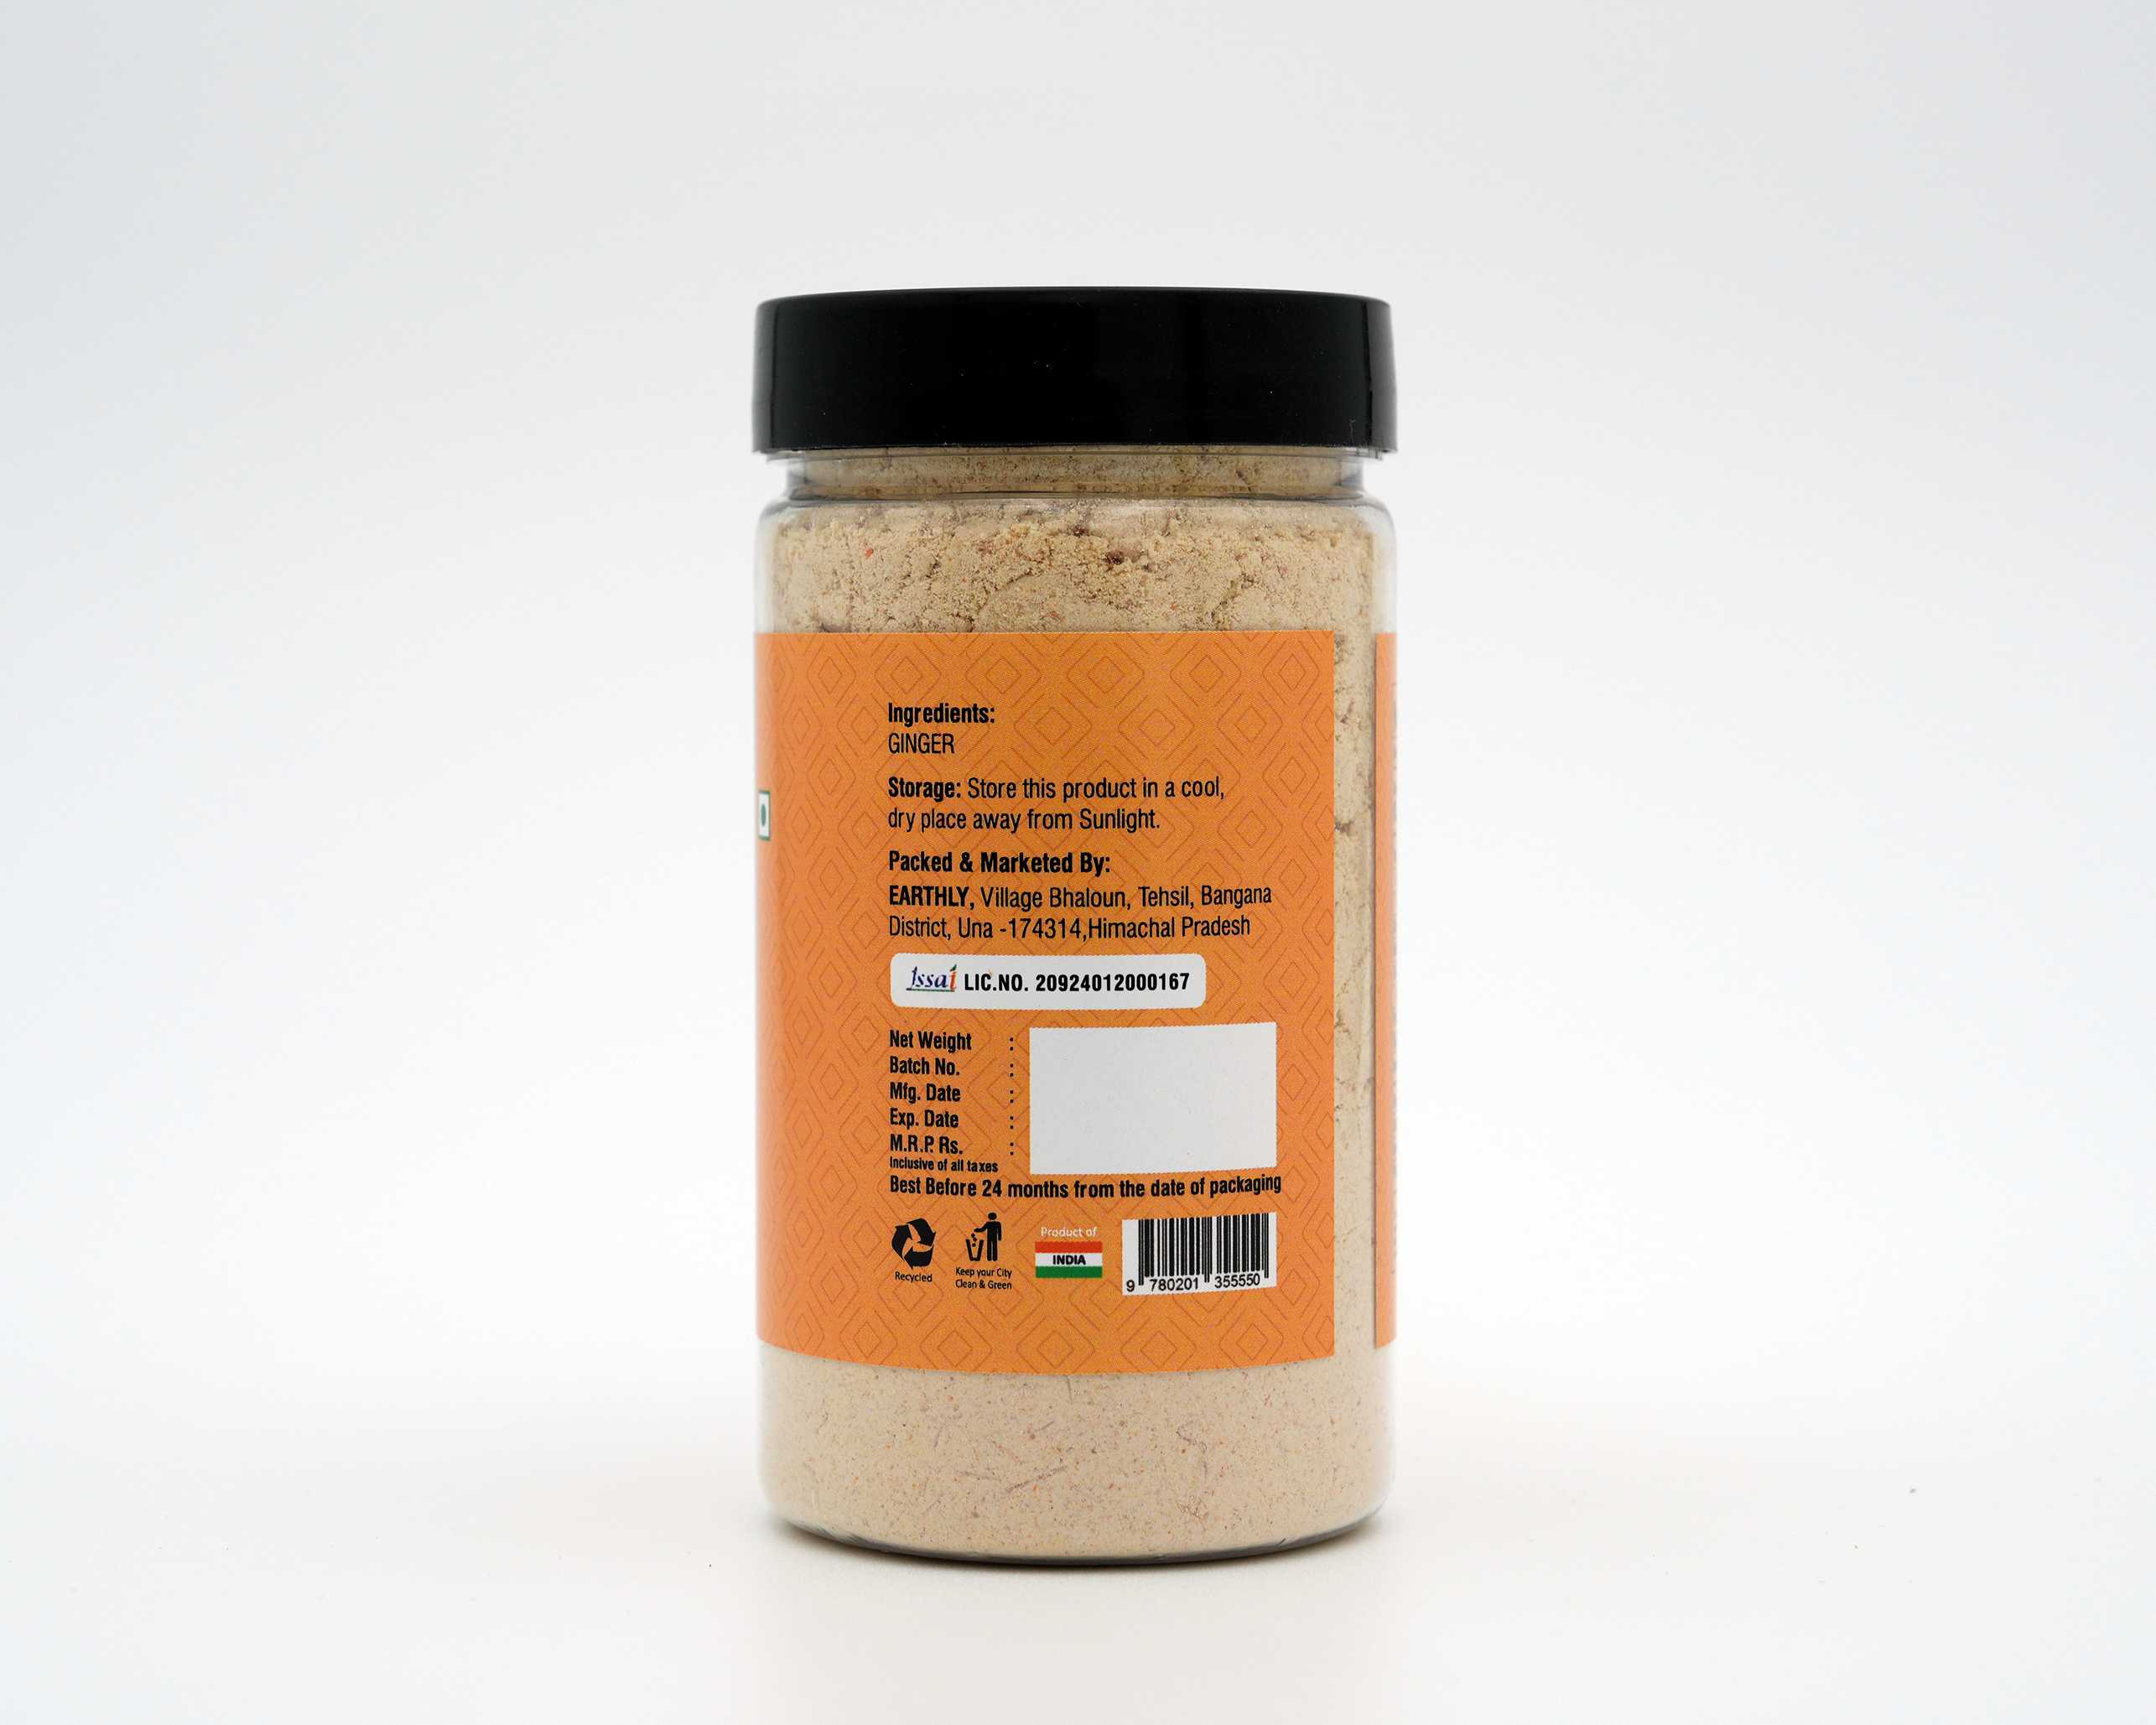 Ingredients:
GINGER
Storage: Store this product in a cool,
dry place away from Sunlight.
Packed & Marketed By:
EARTHLY, Village Bhaloun, Tehsil, Bangana
District, Una -174314,Himachal Pradesh
fssai LIC.NO. 20924012000167
Net Weight :
Batch No. :
Mfg. Date :
Exp. Date :
M.R.P. Rs. :
Inclusive of all taxes
Best Before 24 months from the date of packaging
Recycled
Keep your City
Clean & Green
Product of
INDIA
9 780201 355550